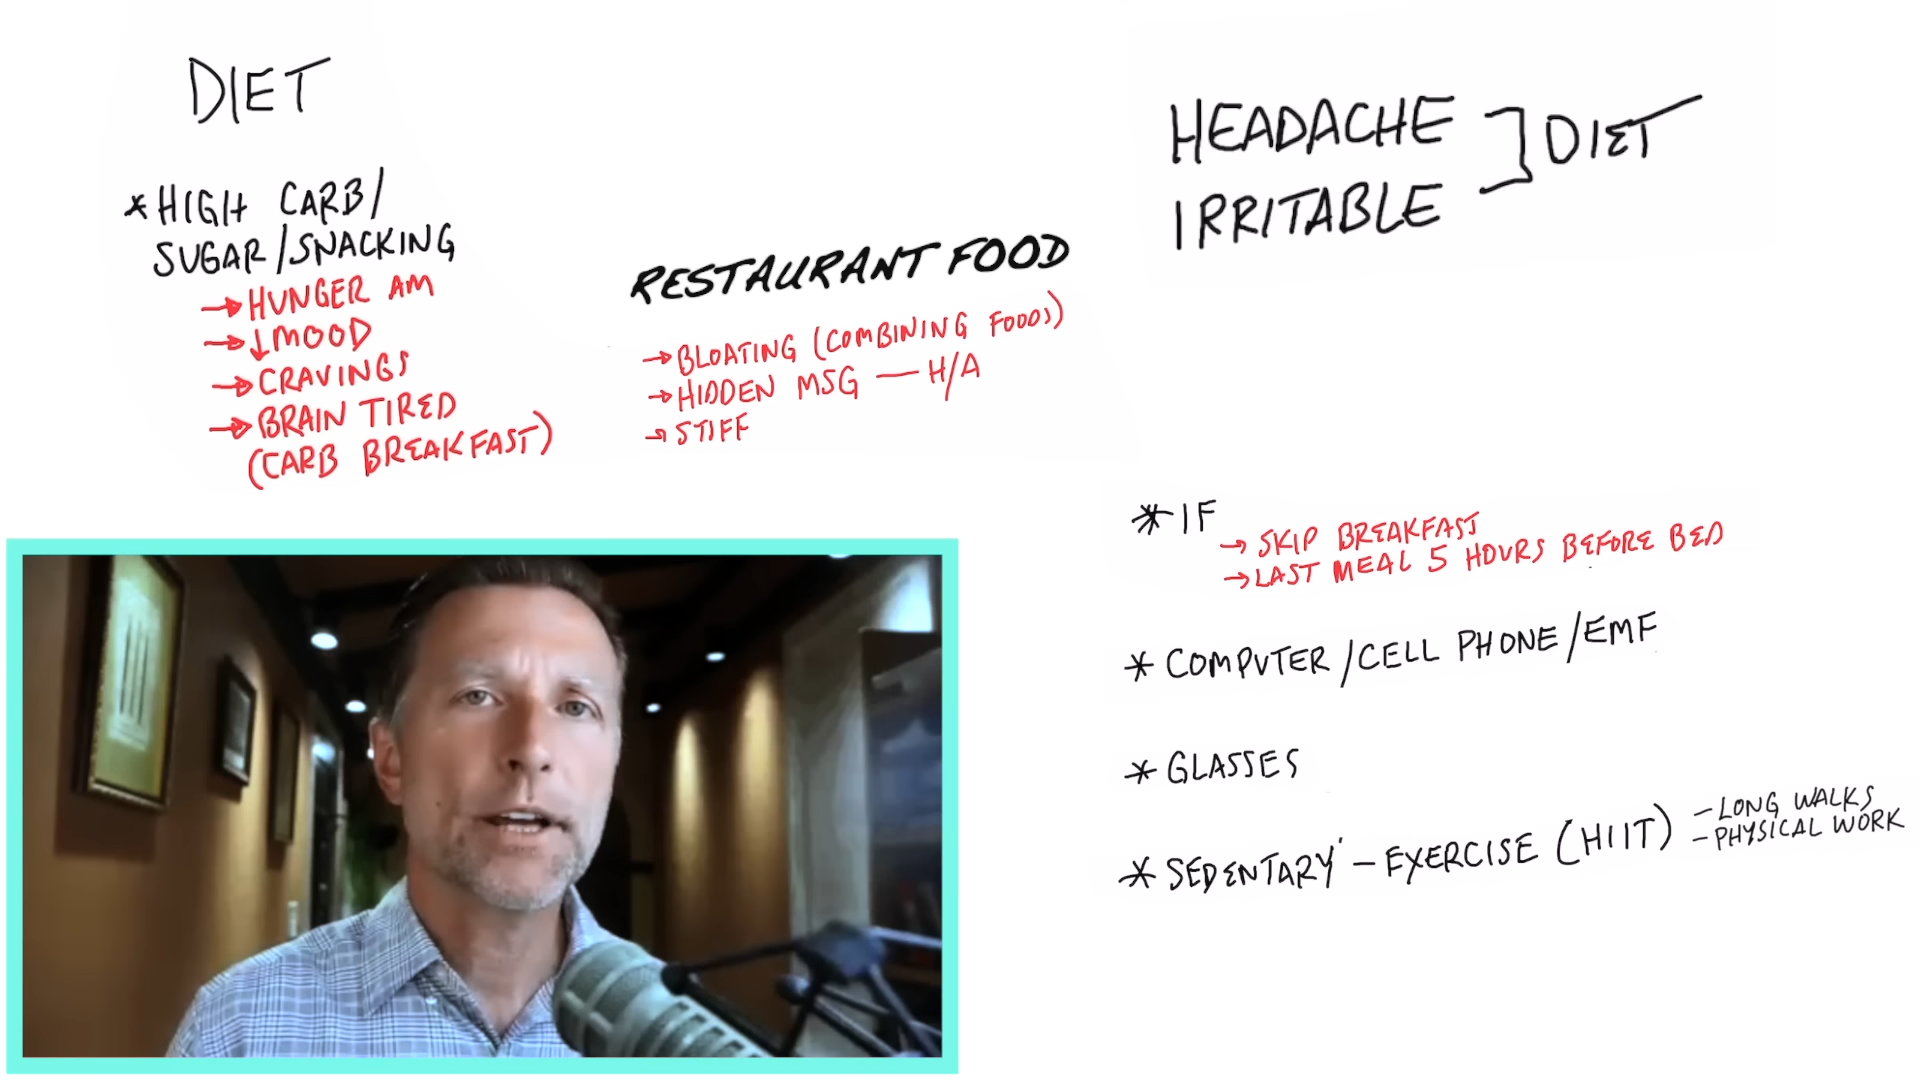 DIET
*HIGH CARB/
SUGAR/SNACKING
→HUNGER AM
→↓MOOD
→CRAVINGS
→BRAIN TIRED
(CARB BREAKFAST)
RESTAURANT FOOD
→BLOATING (COMBINING FOODS)
→HIDDEN MSG — H/A
→STIFF
HEADACHE
IRRITABLE
] DIET
*IF
→SKIP BREAKFAST
→LAST MEAL 5 HOURS BEFORE BED
* COMPUTER/CELL PHONE/EMF
* GLASSES
* SEDENTARY - EXERCISE (HIIT)
- LONG WALKS
- PHYSICAL WORK